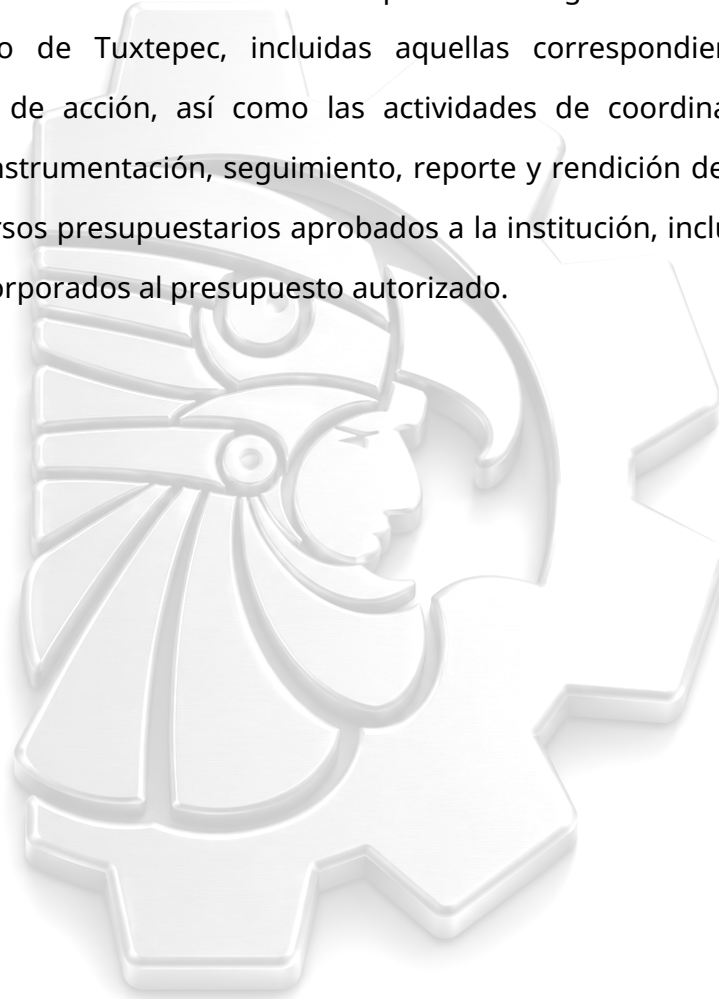 o de Tuxtepec, incluidas aquellas correspondien
de acción, así como las actividades de coordina
nstrumentación, seguimiento, reporte y rendición de
rsos presupuestarios aprobados a la institución, inclu
orporados al presupuesto autorizado.